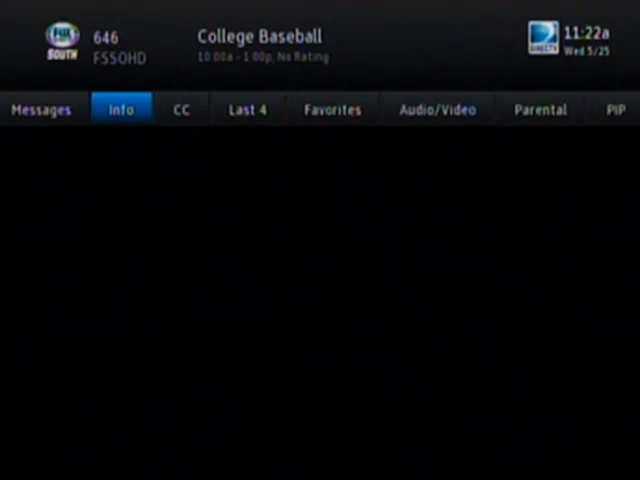 FOX
SOUTH
646
FSSOHD
College Baseball
10:00a - 1:00p, No Rating
DIRECTV
11:22a
Wed 5/25
Messages
Info
CC
Last 4
Favorites
Audio/Video
Parental
PIP